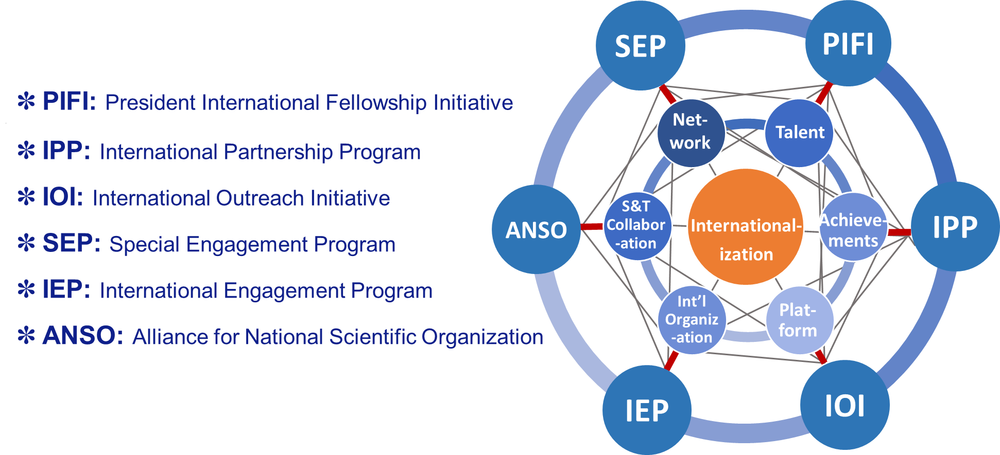 PIFI: President International Fellowship Initiative
IPP: International Partnership Program
IOI: International Outreach Initiative
SEP: Special Engagement Program
IEP: International Engagement Program
ANSO: Alliance for National Scientific Organization
SEP
PIFI
Net-
work
Talent
ANSO
S&T
Collabor
-ation
International-
ization
Achieve-
ments
IPP
Int’l
Organiz
-ation
Plat-
form
IEP
IOI